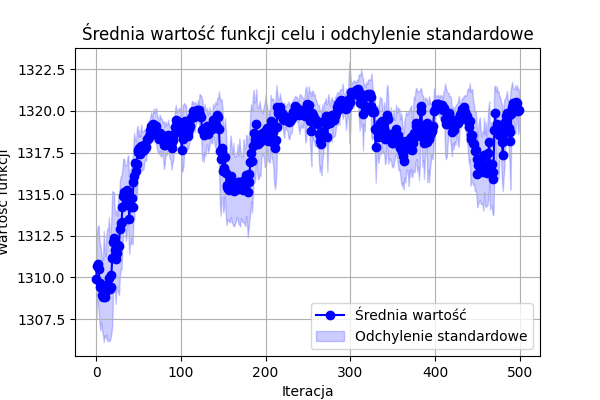 Średnia wartość funkcji celu i odchylenie standardowe
Wartość funkcji
1322.5
1320.0
1317.5
1315.0
1312.5
1310.0
1307.5
Średnia wartość
Odchylenie standardowe
0
100
200
300
400
500
Iteracja